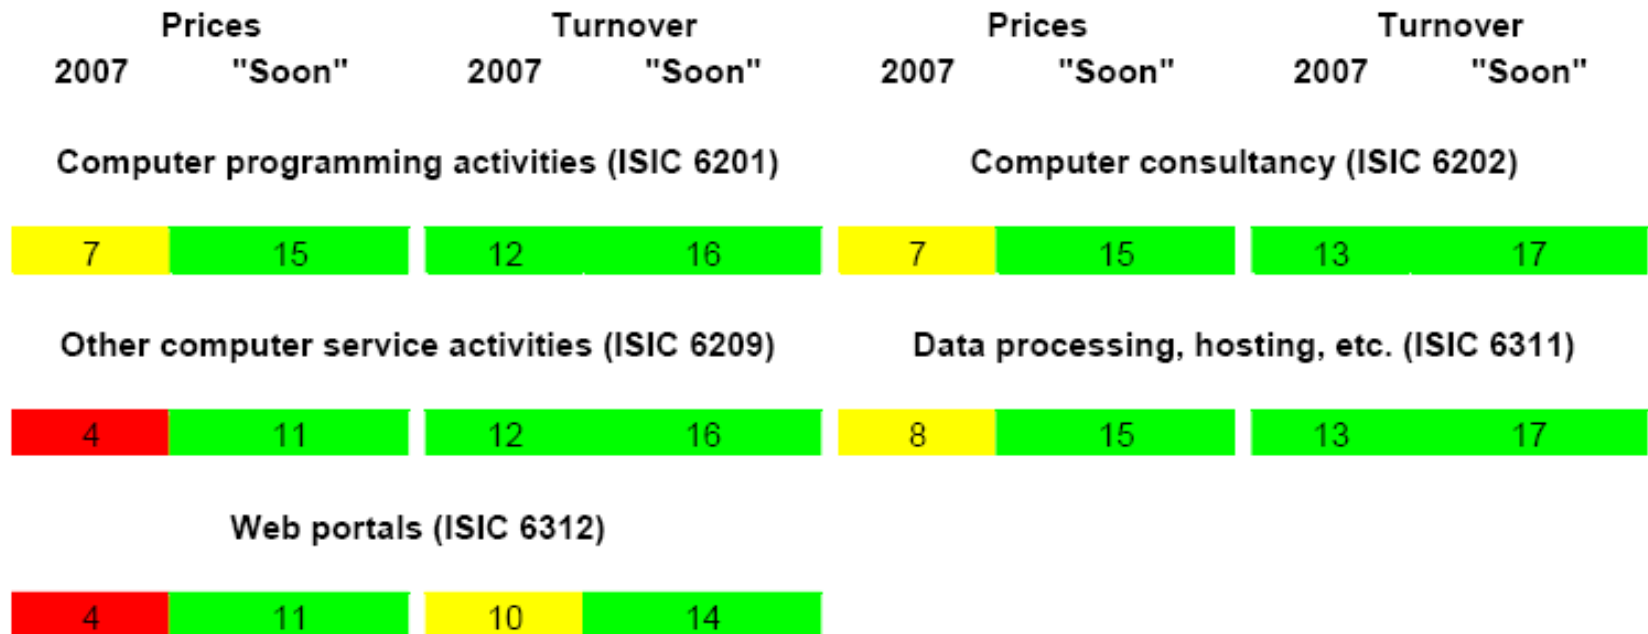 Prices Turnover Prices Turnover
2007 "Soon" 2007 "Soon" 2007 "Soon" 2007 "Soon"
Computer programming activities (ISIC 6201) Computer consultancy (ISIC 6202)
7 15 12 16 7 15 13 17
Other computer service activities (ISIC 6209) Data processing, hosting, etc. (ISIC 6311)
4 11 12 16 8 15 13 17
Web portals (ISIC 6312)
4 11 10 14